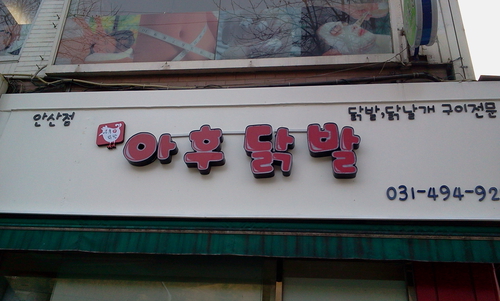 안산점
닭발·닭날개 구이전문
아후 닭발
031-494-92